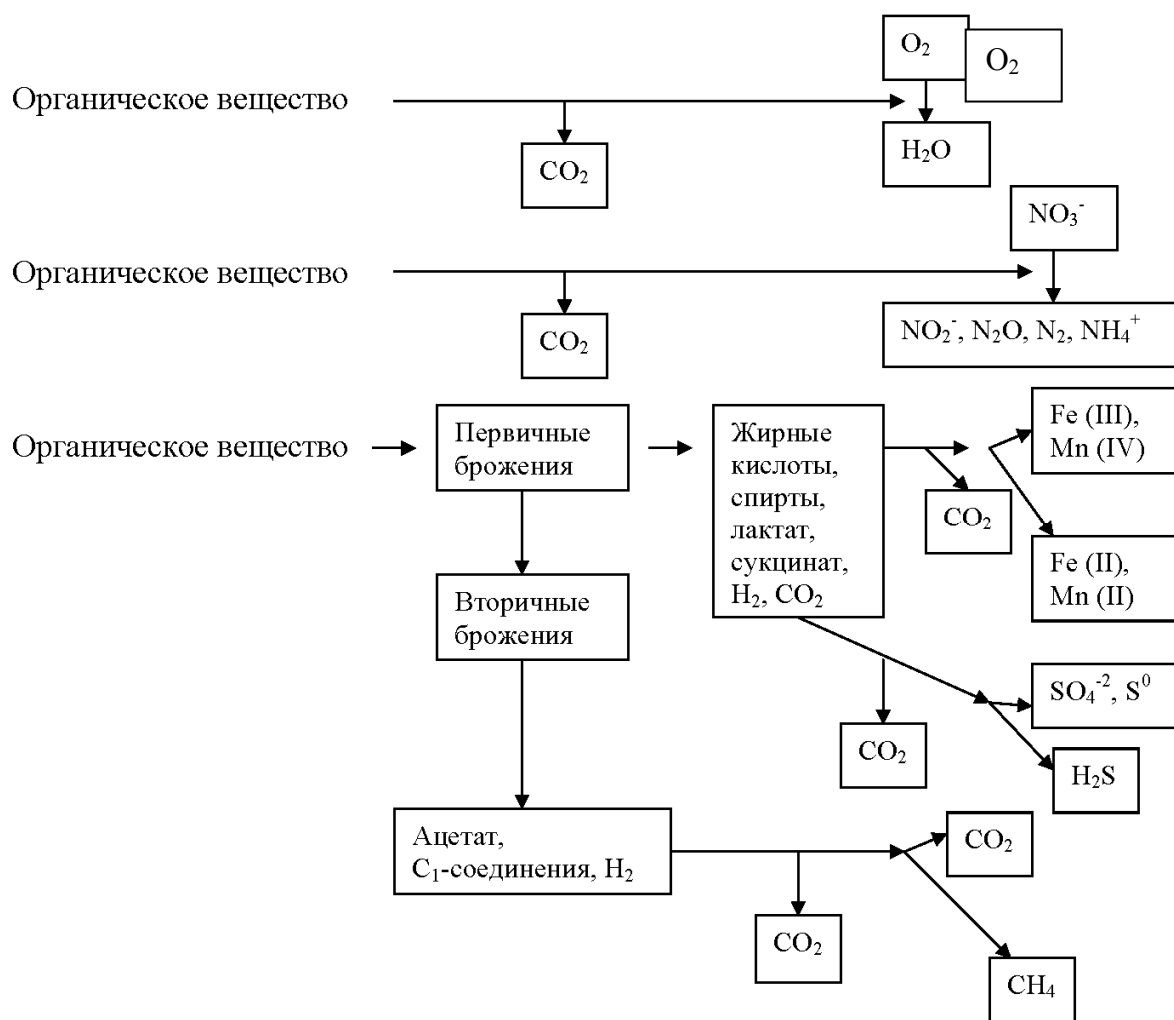 O₂
O₂
Органическое вещество
CO₂
H₂O
NO₃⁻
Органическое вещество
CO₂
NO₂⁻, N₂O, N₂, NH₄⁺
Органическое вещество
Первичные
брожения
Жирные
кислоты,
спирты,
лактат,
сукцинат,
H₂, CO₂
CO₂
Fe (III),
Mn (IV)
Fe (II),
Mn (II)
Вторичные
брожения
SO₄⁻², S⁰
CO₂
H₂S
Ацетат,
C₁-соединения, H₂
CO₂
CO₂
CH₄